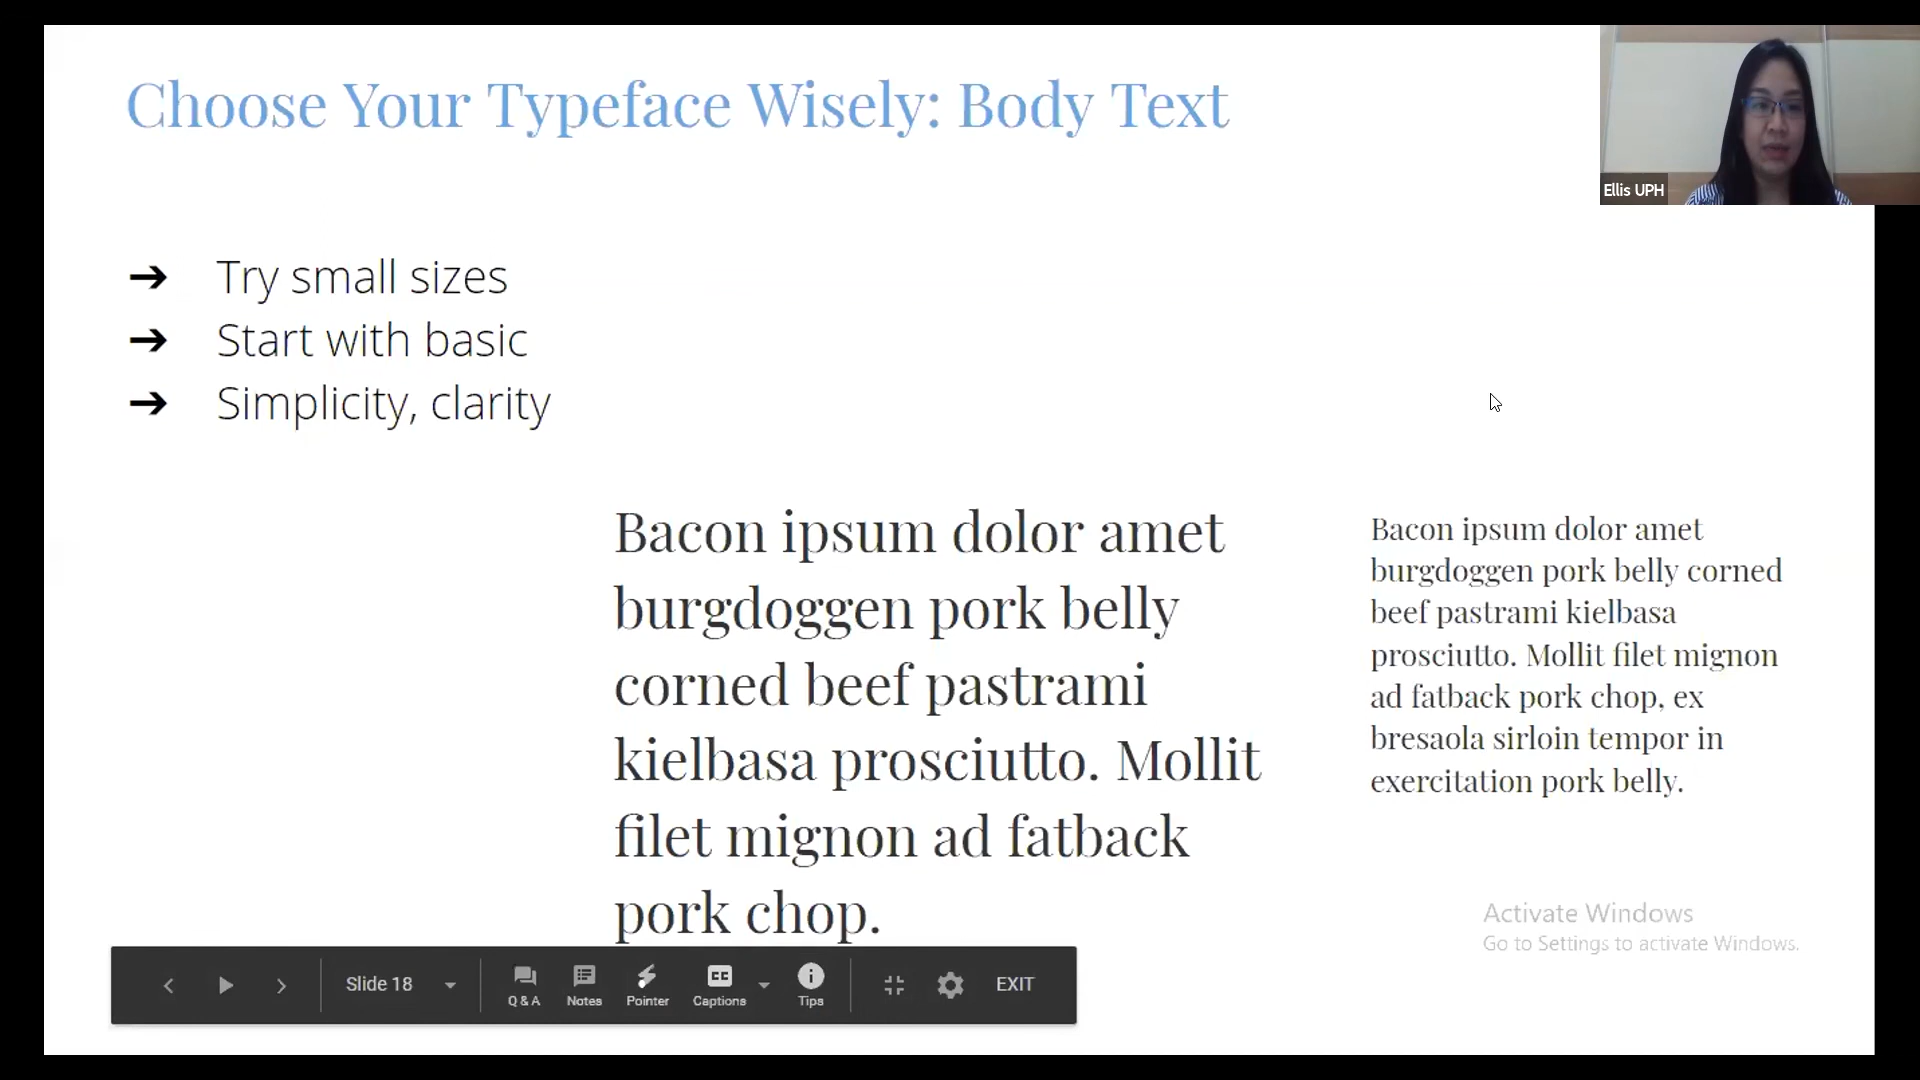 Choose Your Typeface Wisely: Body Text
Ellis UPH
➔ Try small sizes
➔ Start with basic
➔ Simplicity, clarity
Bacon ipsum dolor amet
burgdoggen pork belly
corned beef pastrami
kielbasa prosciutto. Mollit
filet mignon ad fatback
pork chop.
Bacon ipsum dolor amet
burgdoggen pork belly corned
beef pastrami kielbasa
prosciutto. Mollit filet mignon
ad fatback pork chop, ex
bresaola sirloin tempor in
exercitation pork belly.
Activate Windows
Go to Settings to activate Windows.
Slide 18
Q & A
Notes
Pointer
CC
Captions
Tips
EXIT